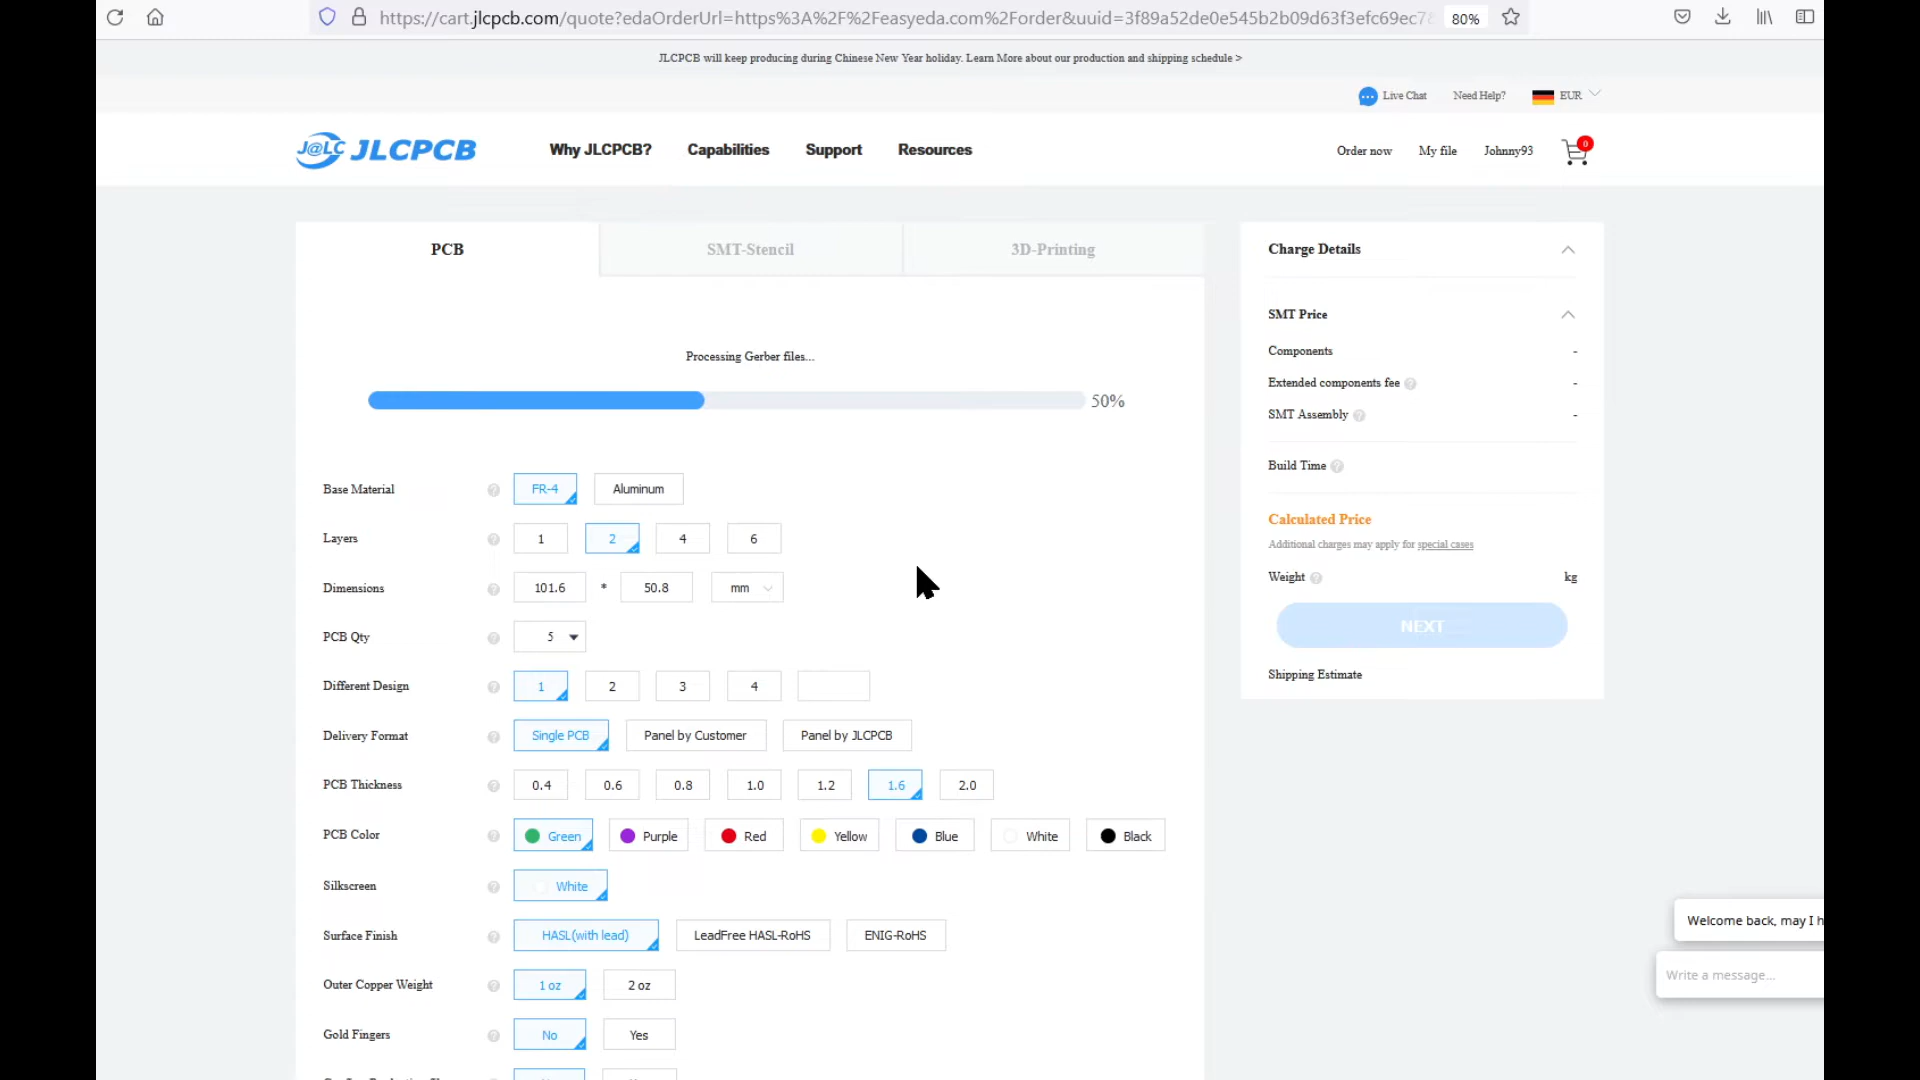 https://cart.jlcpcb.com/quote?edaOrderUrl=https%3A%2F%2Feasyeda.com%2Forder&uuid=3f89a52de0e545b2b09d63f3efc69ec78
80%
JLCPCB will keep producing during Chinese New Year holiday. Learn More about our production and shipping schedule >
Live Chat Need Help? EUR
J@LC JLCPCB Why JLCPCB? Capabilities Support Resources Order now My file Johnny93 0
PCB SMT-Stencil 3D-Printing
Processing Gerber files...
50%
Base Material ? FR-4 Aluminum
Layers ? 1 2 4 6
Dimensions ? 101.6 * 50.8 mm
PCB Qty ? 5
Different Design ? 1 2 3 4
Delivery Format ? Single PCB Panel by Customer Panel by JLCPCB
PCB Thickness ? 0.4 0.6 0.8 1.0 1.2 1.6 2.0
PCB Color ? Green Purple Red Yellow Blue White Black
Silkscreen ? White
Surface Finish ? HASL(with lead) LeadFree HASL-RoHS ENIG-RoHS
Outer Copper Weight ? 1 oz 2 oz
Gold Fingers ? No Yes
Charge Details
SMT Price
Components -
Extended components fee ? -
SMT Assembly ? -
Build Time ?
Calculated Price
Additional charges may apply for special cases
Weight ? kg
NEXT
Shipping Estimate
Welcome back, may I h
Write a message...